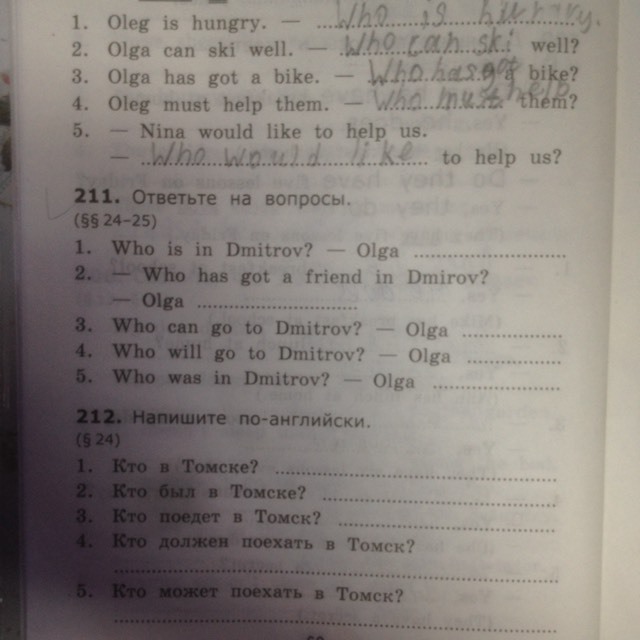 1. Oleg is hungry. — Who is hungry.
2. Olga can ski well. — Who can ski well?
3. Olga has got a bike. — Who has got a bike?
4. Oleg must help them. — Who must help them?
5. — Nina would like to help us.
— Who would like to help us?
211. Ответьте на вопросы.
(§§ 24–25)
1. Who is in Dmitrov? — Olga
2. — Who has got a friend in Dmirov?
— Olga
3. Who can go to Dmitrov? — Olga
4. Who will go to Dmitrov? — Olga
5. Who was in Dmitrov? — Olga
212. Напишите по-английски.
(§ 24)
1. Кто в Томске?
2. Кто был в Томске?
3. Кто поедет в Томск?
4. Кто должен поехать в Томск?
5. Кто может поехать в Томск?